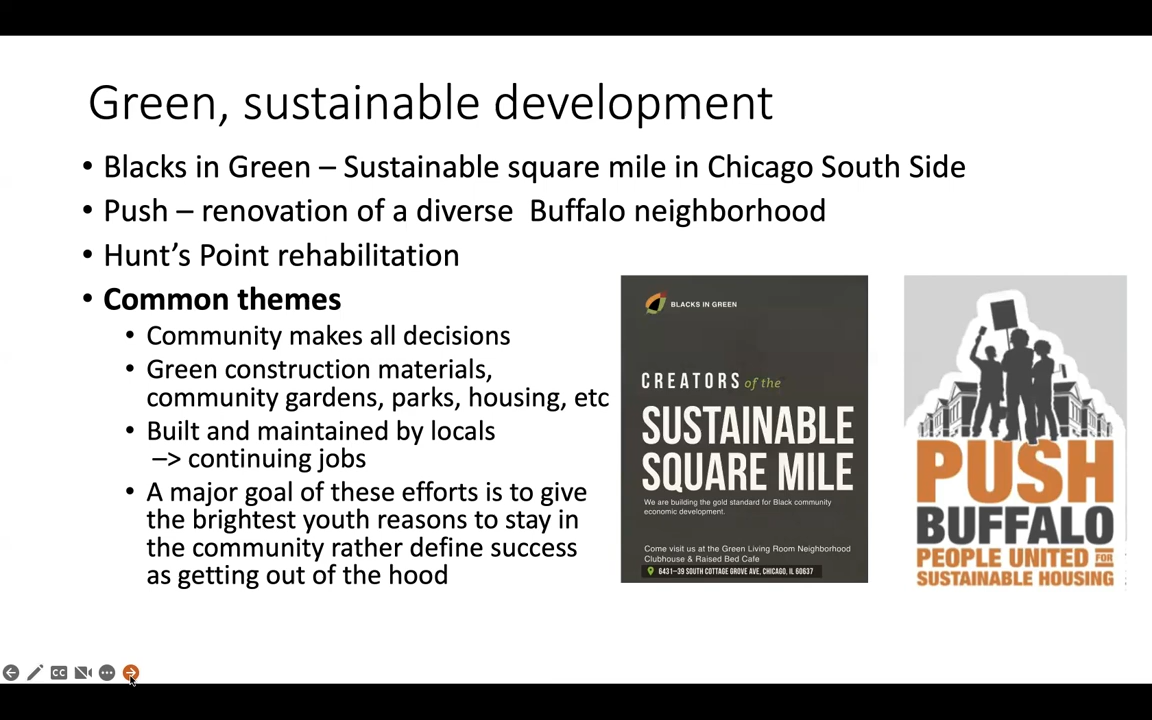 Green, sustainable development
• Blacks in Green – Sustainable square mile in Chicago South Side
• Push – renovation of a diverse  Buffalo neighborhood
• Hunt's Point rehabilitation
• Common themes
• Community makes all decisions
• Green construction materials,
community gardens, parks, housing, etc
• Built and maintained by locals
–> continuing jobs
• A major goal of these efforts is to give
the brightest youth reasons to stay in
the community rather define success
as getting out of the hood
BLACKS IN GREEN
CREATORS of the
SUSTAINABLE
SQUARE MILE
We are building the gold standard for Black community
economic development.
Come visit us at the Green Living Room Neighborhood
Clubhouse & Raised Bed Cafe
6431–39 SOUTH COTTAGE GROVE AVE, CHICAGO, IL 60637
PUSH
BUFFALO
PEOPLE UNITED FOR
SUSTAINABLE HOUSING
CC